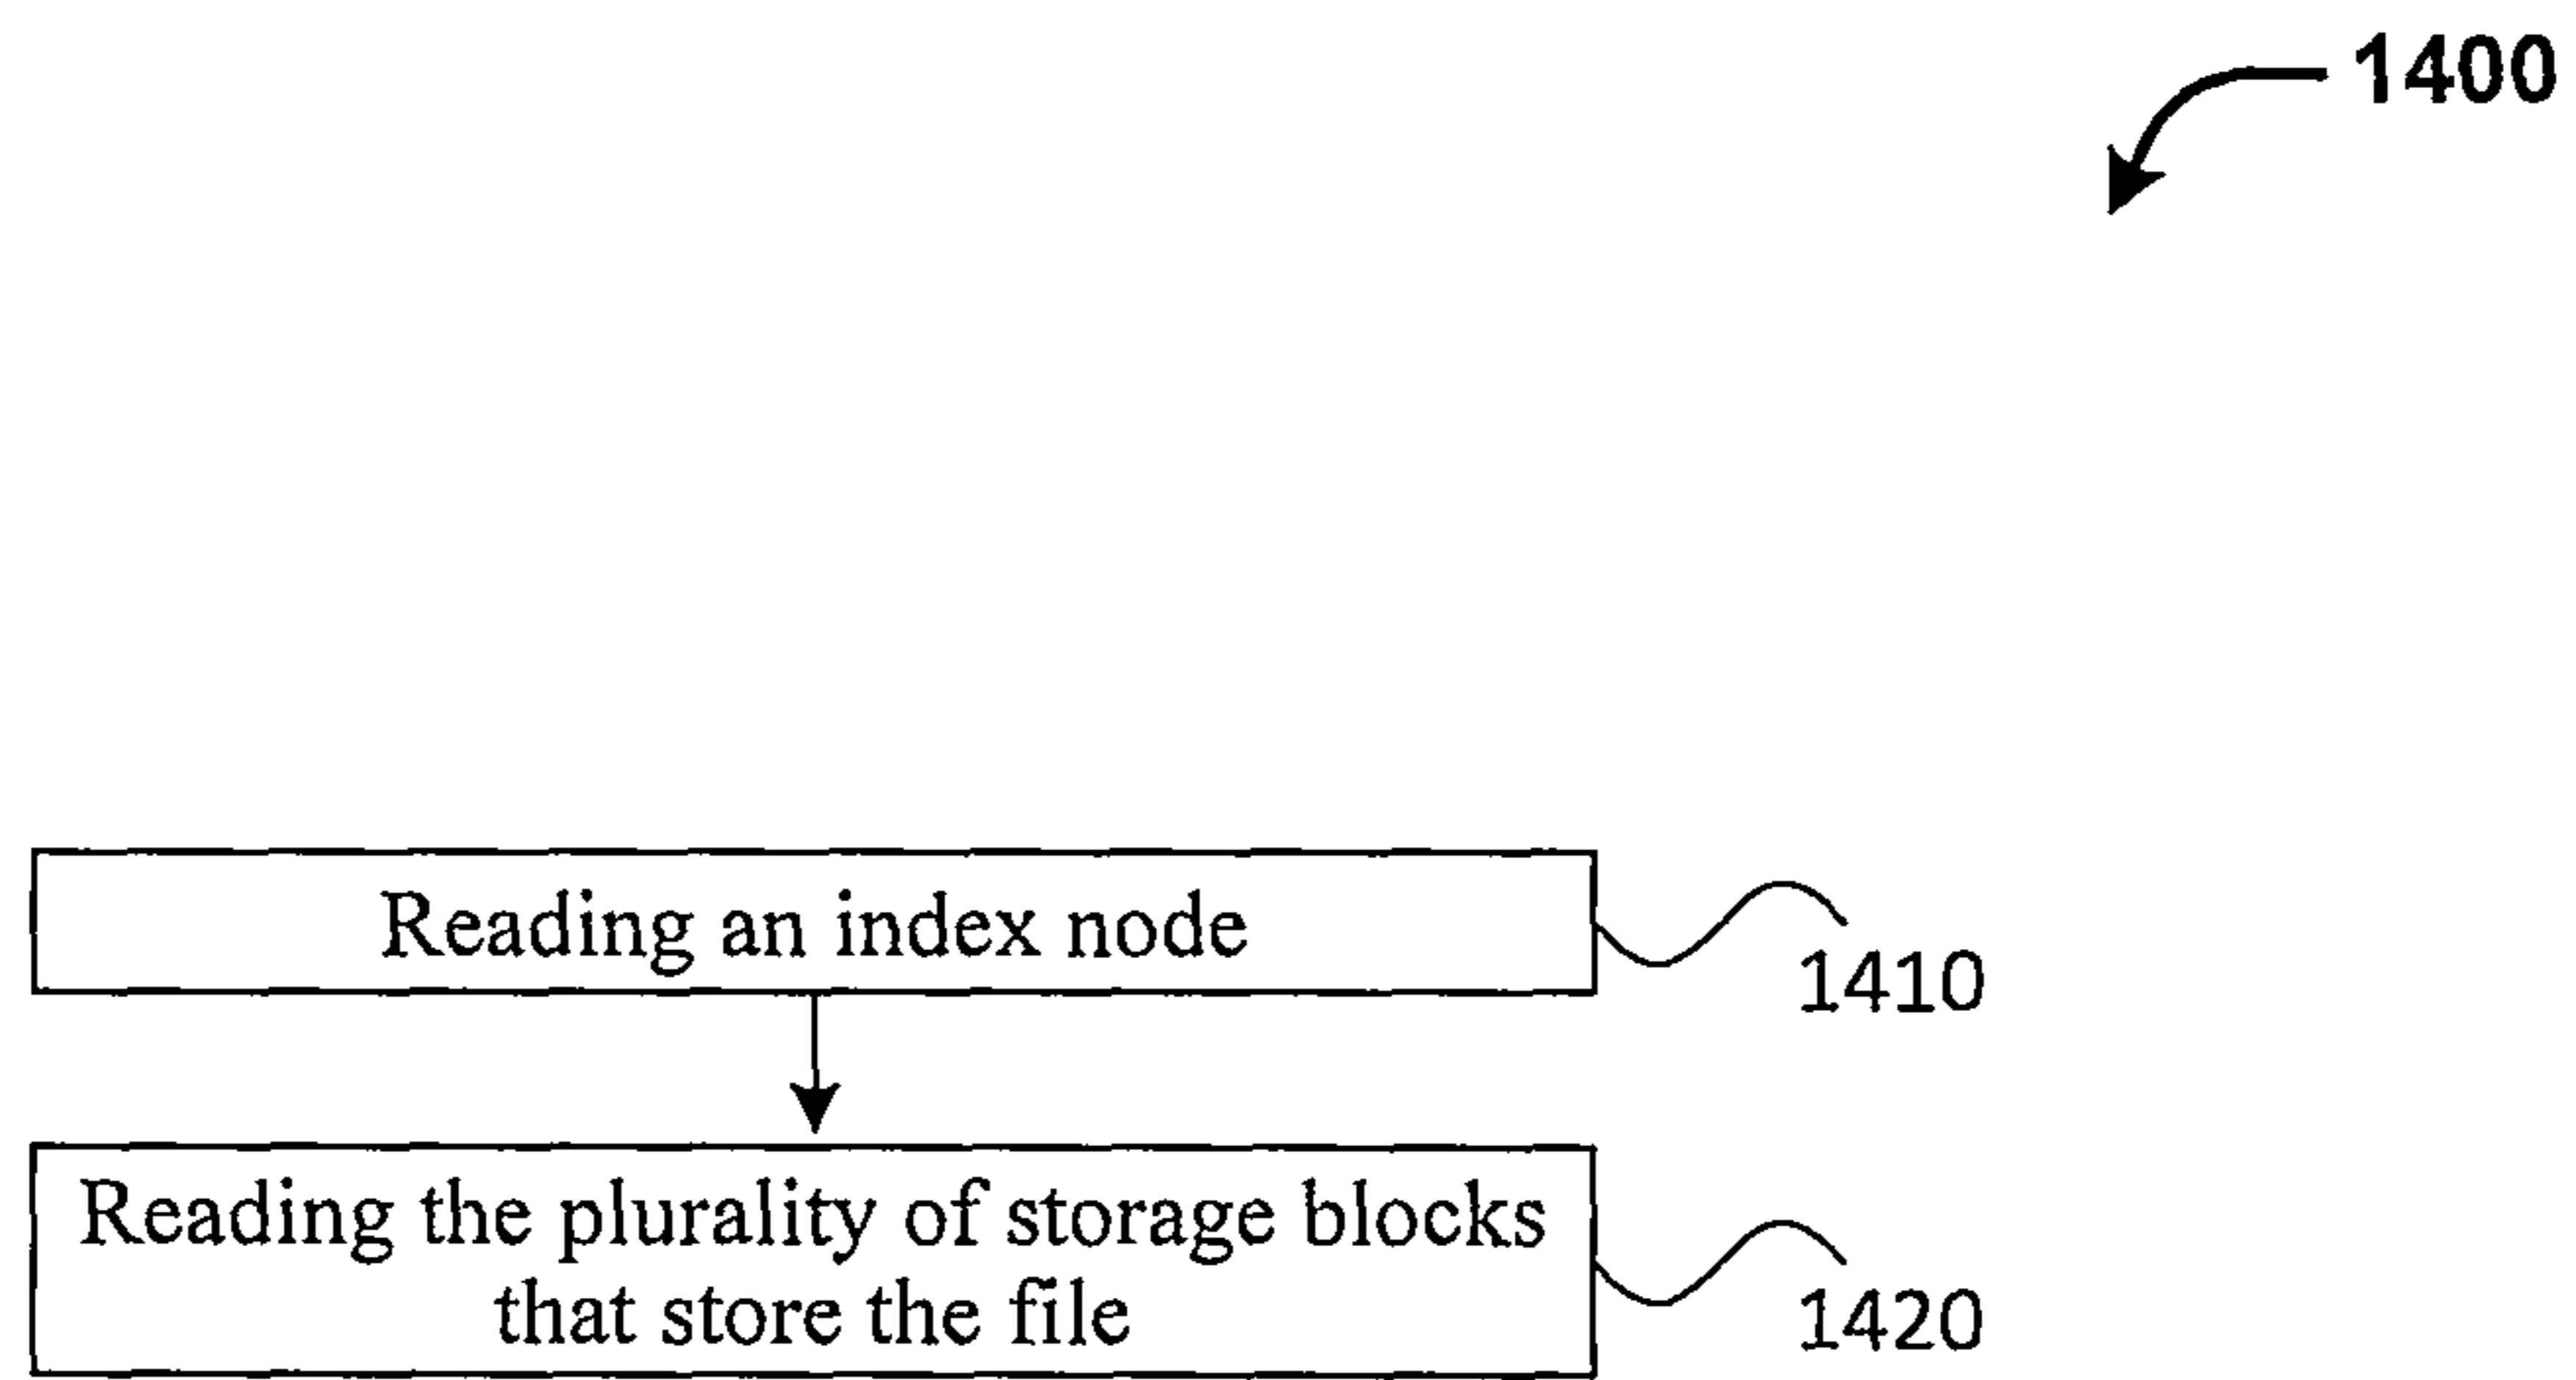 1400
Reading an index node
1410
Reading the plurality of storage blocks
that store the file
1420